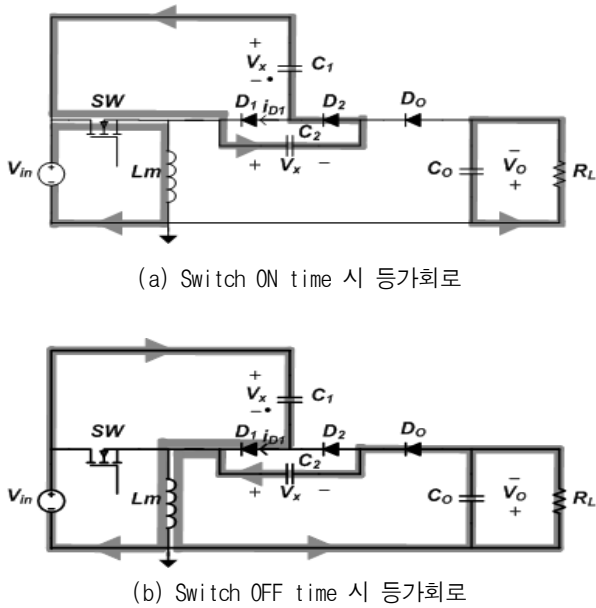 +
Vx C1
−
SW D1 iD1 D2 DO
C2
Vin Lm + Vx − CO − VO + RL
(a) Switch ON time 시 등가회로
+
Vx C1
−
SW D1 iD1 D2 DO
C2
Vin Lm + Vx − CO − VO + RL
(b) Switch OFF time 시 등가회로